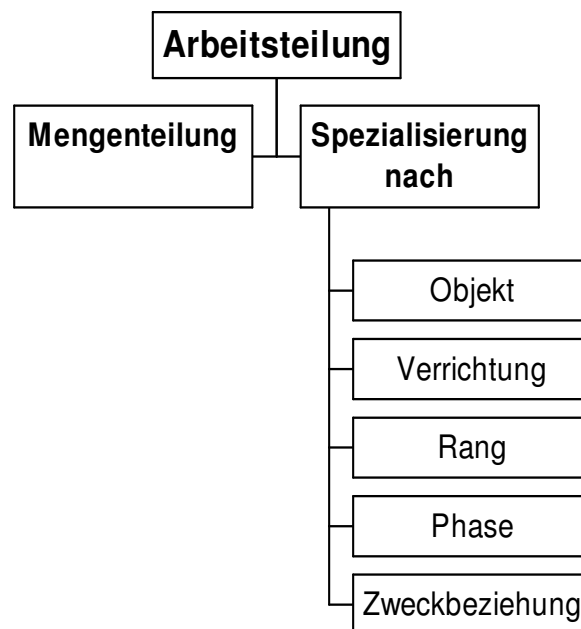 Arbeitsteilung
Mengenteilung
Spezialisierung
nach
Objekt
Verrichtung
Rang
Phase
Zweckbeziehung